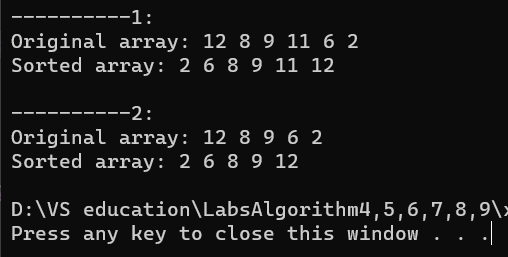 ----------1:
Original array: 12 8 9 11 6 2
Sorted array: 2 6 8 9 11 12
----------2:
Original array: 12 8 9 6 2
Sorted array: 2 6 8 9 12
D:\VS education\LabsAlgorithm4,5,6,7,8,9\
Press any key to close this window . . .